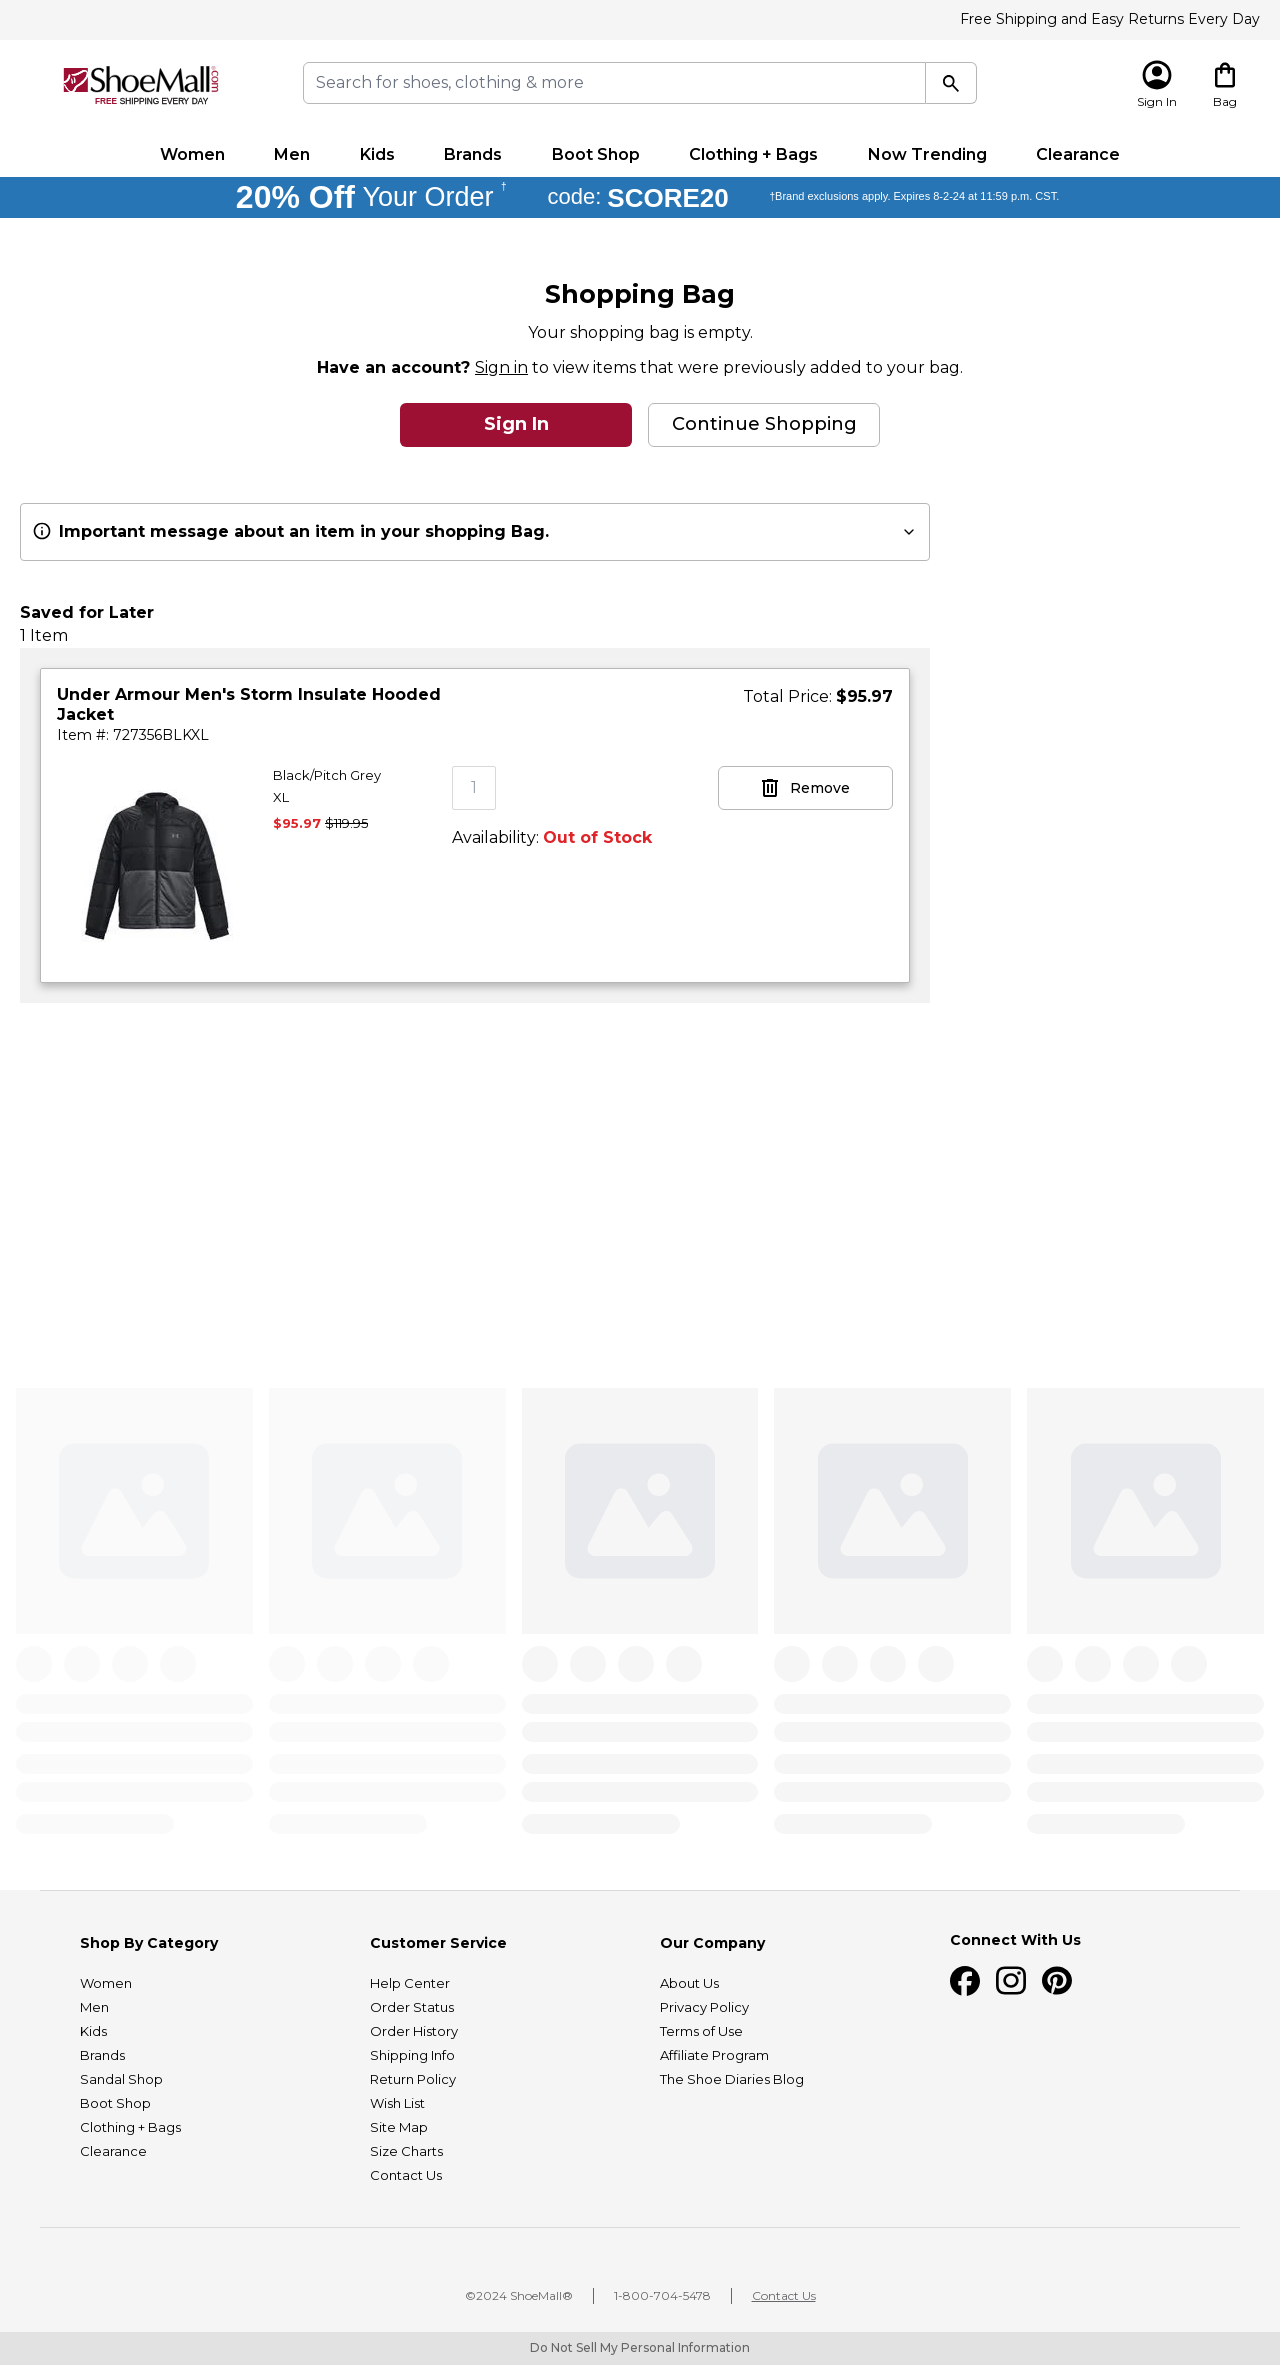 Free Shipping and Easy Returns Every Day
ShoeMall.com
FREE SHIPPING EVERY DAY
Search for shoes, clothing & more
Sign In
Bag
Women Men Kids Brands Boot Shop Clothing + Bags Now Trending Clearance
20% Off Your Order † code: SCORE20 †Brand exclusions apply. Expires 8-2-24 at 11:59 p.m. CST.
Shopping Bag
Your shopping bag is empty.
Have an account? Sign in to view items that were previously added to your bag.
Sign In
Continue Shopping
Important message about an item in your shopping Bag.
Saved for Later
1 Item
Under Armour Men's Storm Insulate Hooded
Jacket
Item #: 727356BLKXL
Total Price: $95.97
Black/Pitch Grey
XL
$95.97 $119.95
1
Availability: Out of Stock
Remove
Shop By Category
Women
Men
Kids
Brands
Sandal Shop
Boot Shop
Clothing + Bags
Clearance
Customer Service
Help Center
Order Status
Order History
Shipping Info
Return Policy
Wish List
Site Map
Size Charts
Contact Us
Our Company
About Us
Privacy Policy
Terms of Use
Affiliate Program
The Shoe Diaries Blog
Connect With Us
©2024 ShoeMall®
1-800-704-5478
Contact Us
Do Not Sell My Personal Information